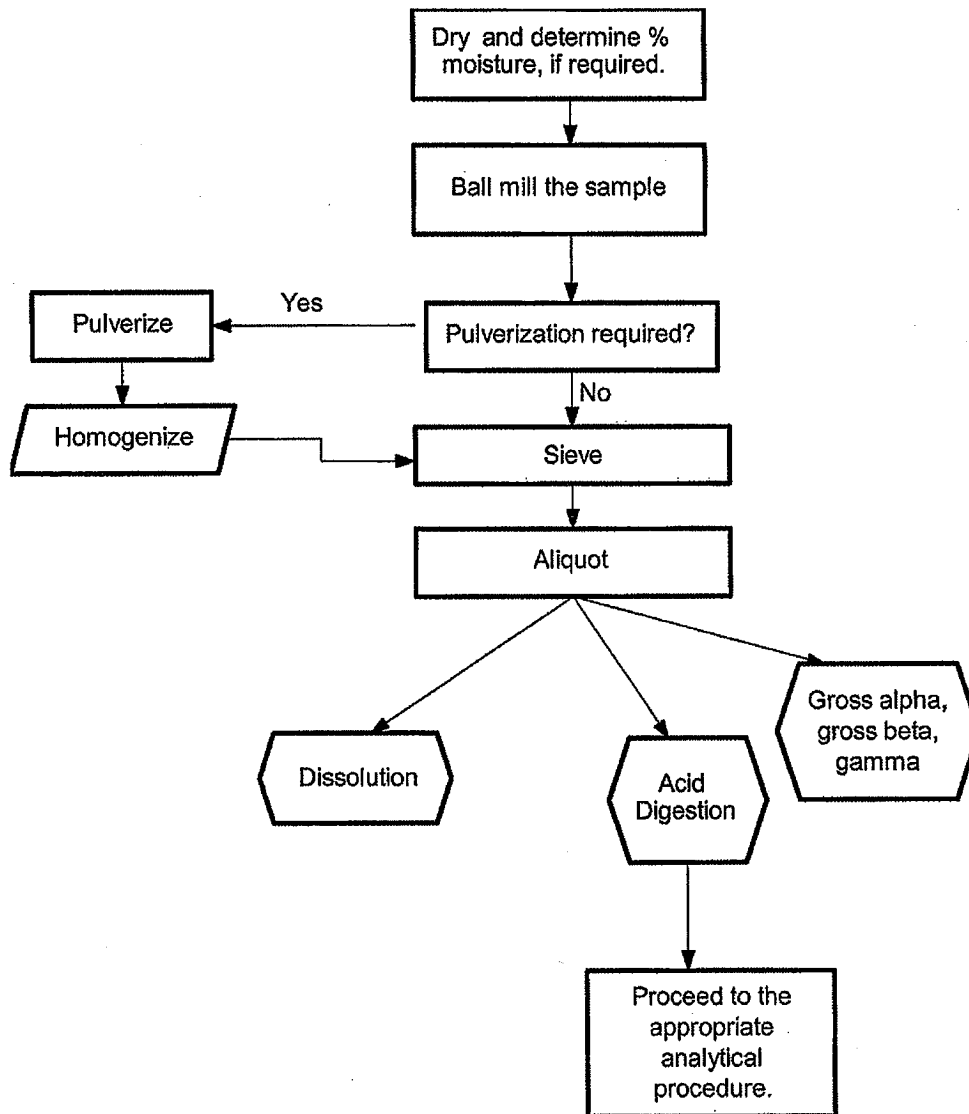 Dry and determine %
moisture, if required.
Ball mill the sample
Pulverization required?
Yes
Pulverize
No
Homogenize
Sieve
Aliquot
Gross alpha,
gross beta,
gamma
Dissolution
Acid
Digestion
Proceed to the
appropriate
analytical
procedure.